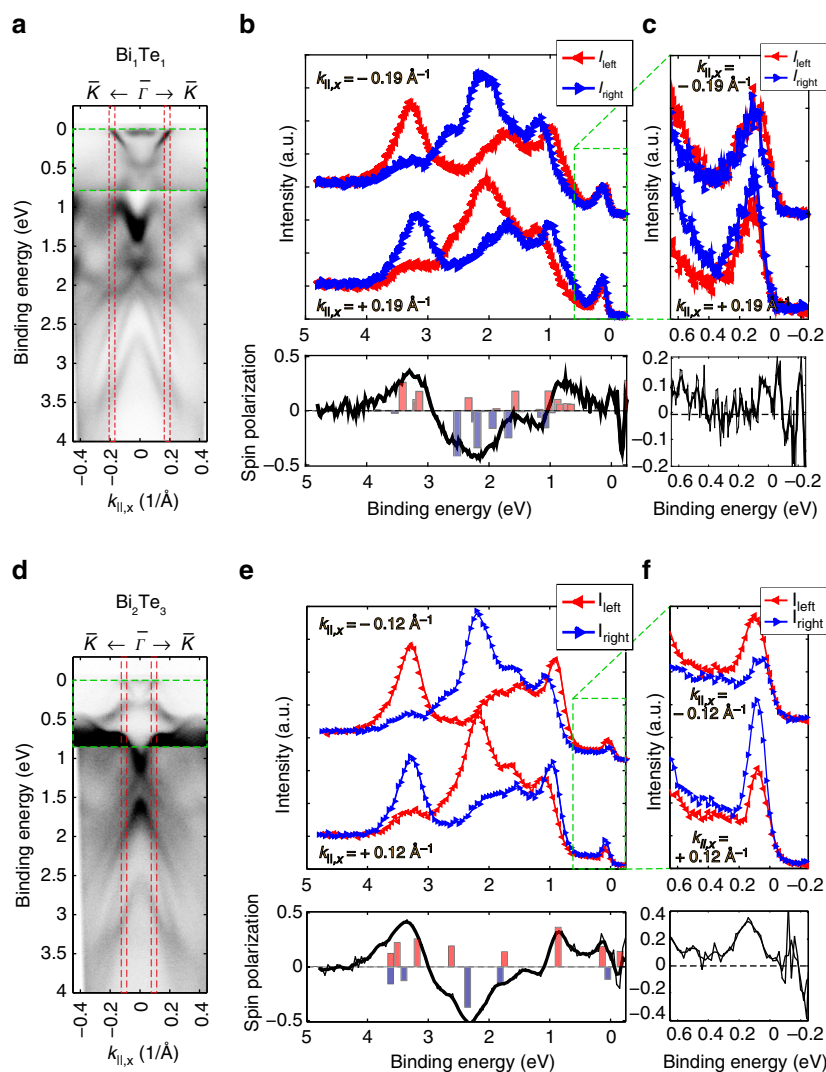 a
Bi₁Te₁
K̅ ← Γ̅ → K̅
0
0.5
1
1.5
2
2.5
3
3.5
4
Binding energy (eV)
−0.4 −0.2 0 0.2 0.4
k||,x (1/Å)
b
Ileft
Iright
k||,x = − 0.19 Å⁻¹
k||,x = + 0.19 Å⁻¹
Intensity (a.u.)
5 4 3 2 1 0
0.5
0
−0.5
Spin polarization
5 4 3 2 1 0
Binding energy (eV)
c
Ileft
Iright
k||,x =
− 0.19 Å⁻¹
k||,x = + 0.19 Å⁻¹
Intensity (a.u.)
0.6 0.4 0.2 0 −0.2
0.2
0.1
0
−0.1
−0.2
0.6 0.4 0.2 0 −0.2
Binding energy (eV)
d
Bi₂Te₃
K̅ ← Γ̅ → K̅
0
0.5
1
1.5
2
2.5
3
3.5
4
Binding energy (eV)
−0.4 −0.2 0 0.2 0.4
k||,x (1/Å)
e
Ileft
Iright
k||,x = − 0.12 Å⁻¹
k||,x = + 0.12 Å⁻¹
Intensity (a.u.)
5 4 3 2 1 0
0.5
0
−0.5
Spin polarization
5 4 3 2 1 0
Binding energy (eV)
f
Ileft
Iright
k||,x =
− 0.12 Å⁻¹
k||,x =
+ 0.12 Å⁻¹
Intensity (a.u.)
0.6 0.4 0.2 0 −0.2
0.4
0.2
0
−0.2
−0.4
0.6 0.4 0.2 0 −0.2
Binding energy (eV)